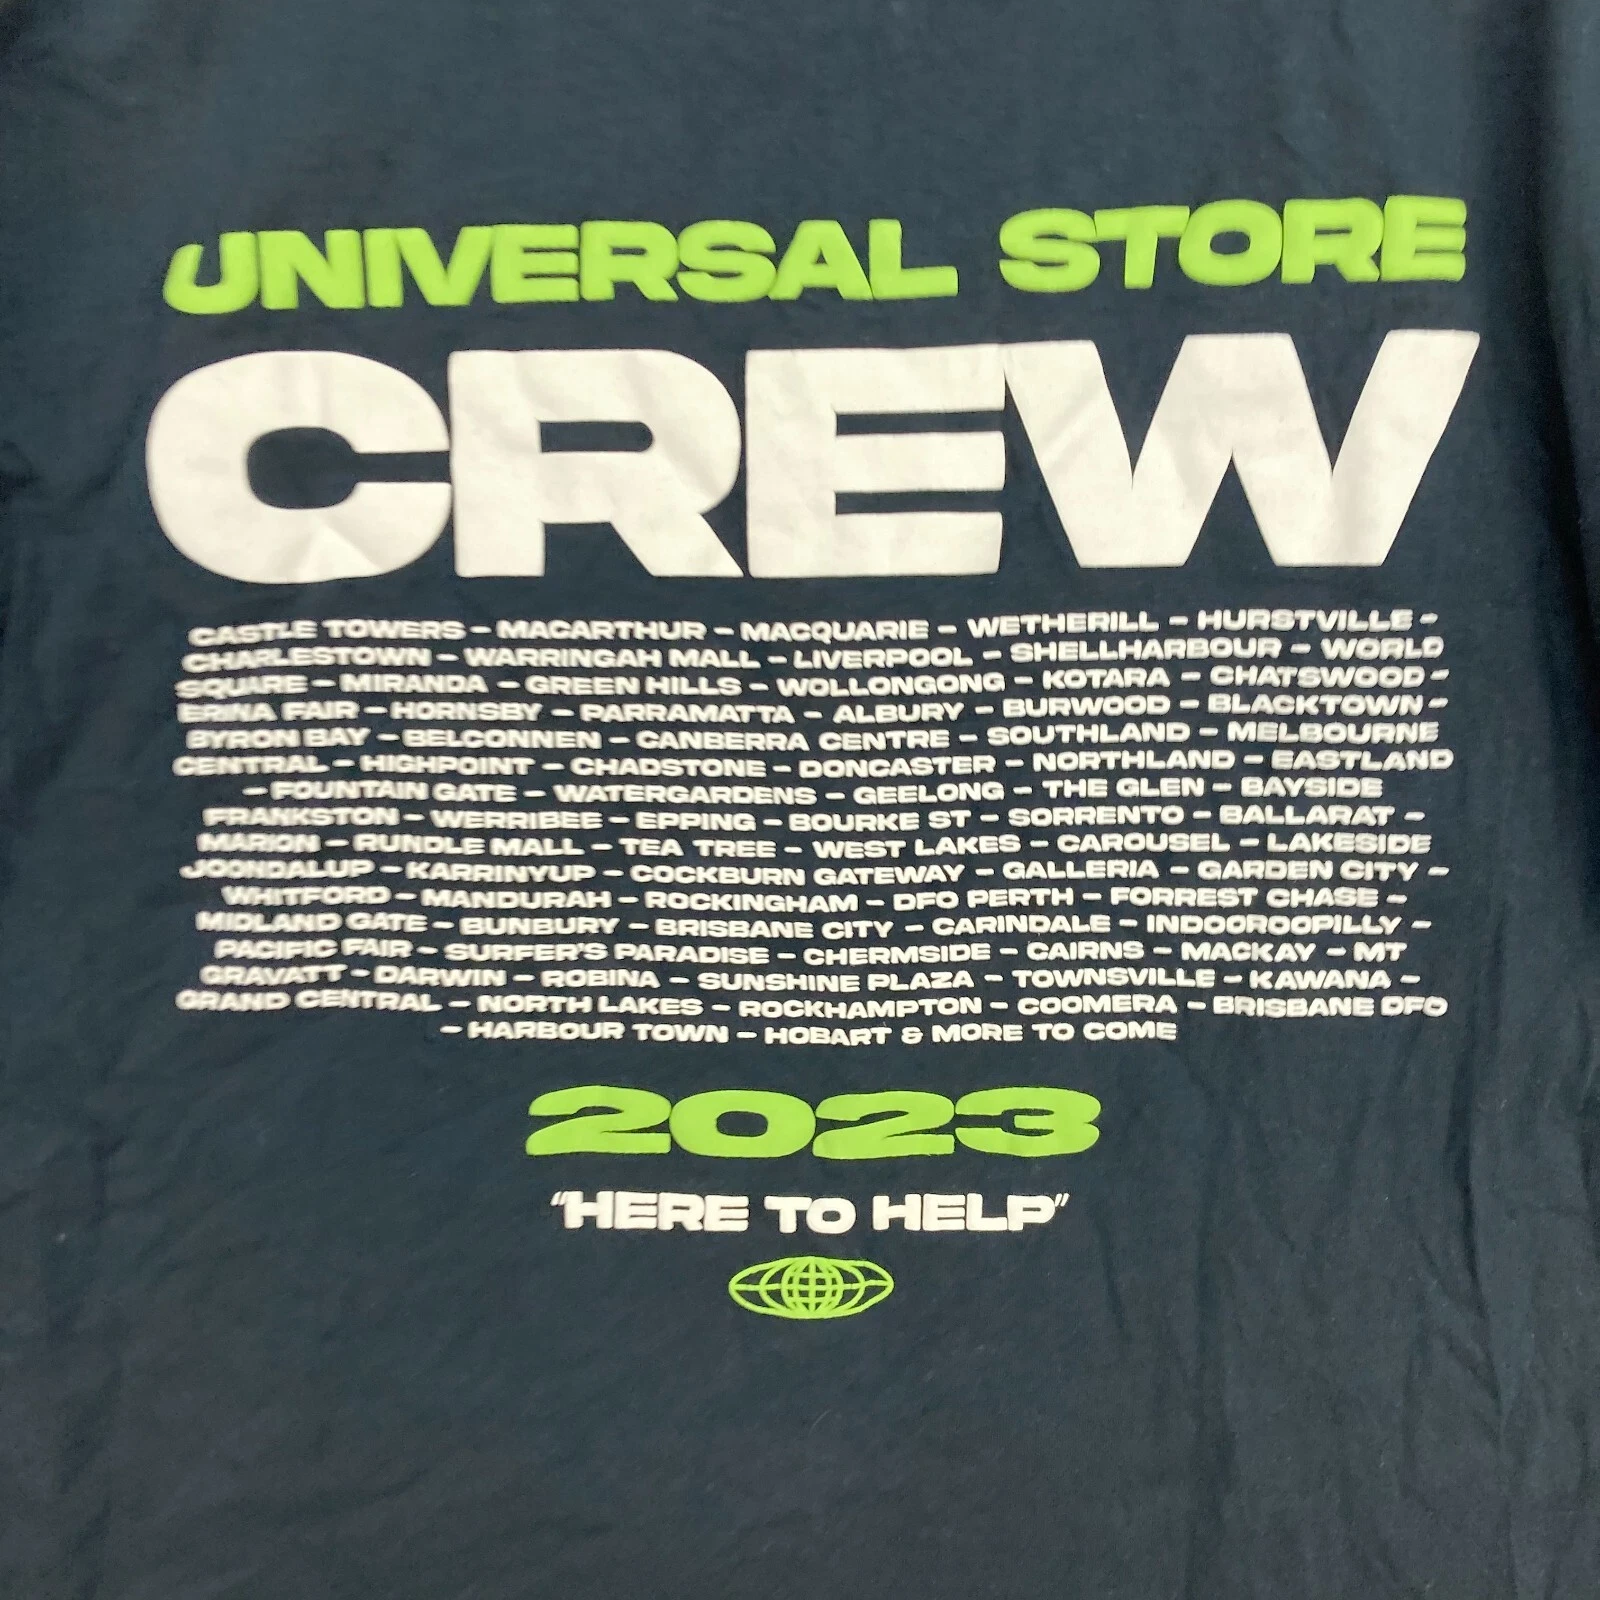 UNIVERSAL STORE
CREW
CASTLE TOWERS – MACARTHUR – MACQUARIE – WETHERILL – HURSTVILLE –
CHARLESTOWN – WARRINGAH MALL – LIVERPOOL – SHELLHARBOUR – WORLD
SQUARE – MIRANDA – GREEN HILLS – WOLLONGONG – KOTARA – CHATSWOOD –
ERINA FAIR – HORNSBY – PARRAMATTA – ALBURY – BURWOOD – BLACKTOWN –
BYRON BAY – BELCONNEN – CANBERRA CENTRE – SOUTHLAND – MELBOURNE
CENTRAL – HIGHPOINT – CHADSTONE – DONCASTER – NORTHLAND – EASTLAND
– FOUNTAIN GATE – WATERGARDENS – GEELONG – THE GLEN – BAYSIDE
FRANKSTON – WERRIBEE – EPPING – BOURKE ST – SORRENTO – BALLARAT –
MARION – RUNDLE MALL – TEA TREE – WEST LAKES – CAROUSEL – LAKESIDE
JOONDALUP – KARRINYUP – COCKBURN GATEWAY – GALLERIA – GARDEN CITY –
WHITFORD – MANDURAH – ROCKINGHAM – DFO PERTH – FORREST CHASE –
MIDLAND GATE – BUNBURY – BRISBANE CITY – CARINDALE – INDOOROOPILLY –
PACIFIC FAIR – SURFER'S PARADISE – CHERMSIDE – CAIRNS – MACKAY – MT
GRAVATT – DARWIN – ROBINA – SUNSHINE PLAZA – TOWNSVILLE – KAWANA –
GRAND CENTRAL – NORTH LAKES – ROCKHAMPTON – COOMERA – BRISBANE DFO
– HARBOUR TOWN – HOBART & MORE TO COME
2023
"HERE TO HELP"